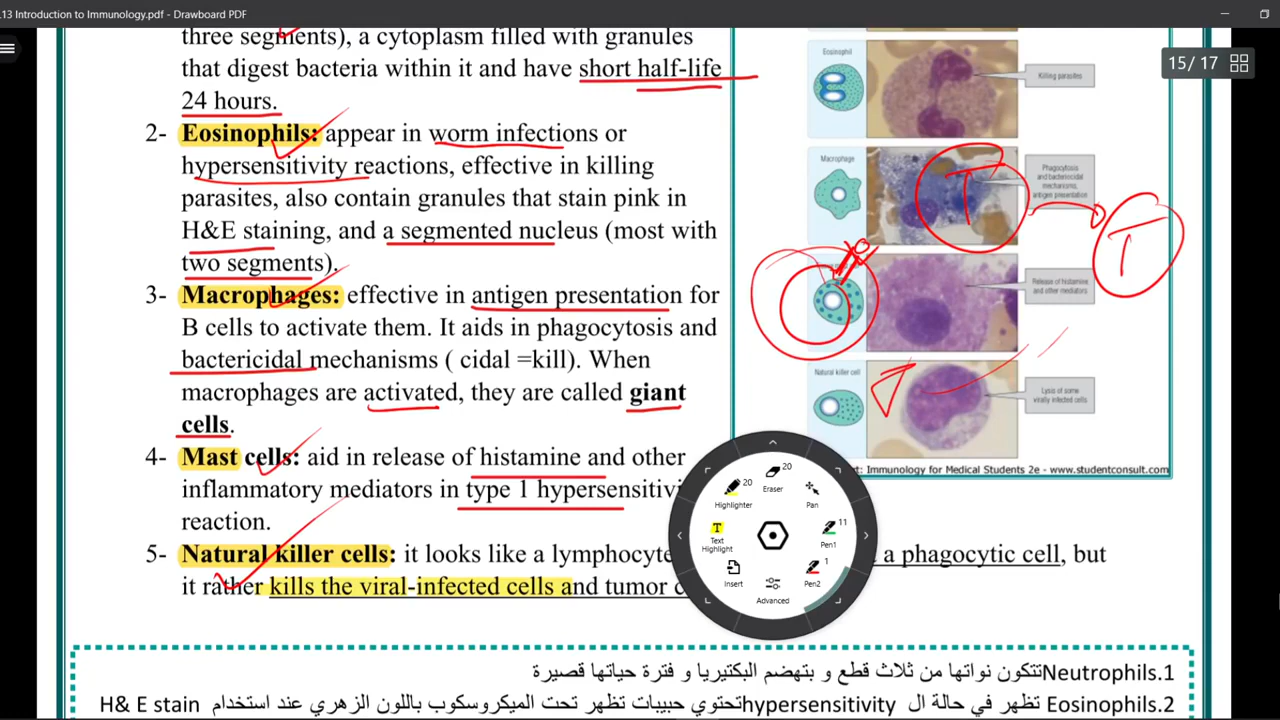 .13 Introduction to Immunology.pdf - Drawboard PDF
15/ 17
three segments), a cytoplasm filled with granules
that digest bacteria within it and have short half-life
24 hours.
2- Eosinophils: appear in worm infections or
hypersensitivity reactions, effective in killing
parasites, also contain granules that stain pink in
H&E staining, and a segmented nucleus (most with
two segments).
3- Macrophages: effective in antigen presentation for
B cells to activate them. It aids in phagocytosis and
bactericidal mechanisms ( cidal =kill). When
macrophages are activated, they are called giant
cells.
4- Mast cells: aid in release of histamine and other
inflammatory mediators in type 1 hypersensitivi
reaction.
5- Natural killer cells: it looks like a lymphocyte a phagocytic cell, but
it rather kills the viral-infected cells and tumor c
Eosinophil
Killing parasites
Macrophage
Phagocytosis
and bactericidal
mechanisms,
antigen presentation
T
T
Release of histamine
and other mediators
Natural killer cell
Lysis of some
virally infected cells
t: Immunology for Medical Students 2e - www.studentconsult.com
20
Eraser
20
Highlighter
Pan
T
Text
Highlight
11
Pen1
Insert
1
Pen2
Advanced
1.Neutrophils تتكون نواتها من ثلاث قطع و بتهضم البكتيريا و فترة حياتها قصيرة
2.Eosinophils تظهر في حالة ال hypersensitivity تحتوي حبيبات تظهر تحت الميكروسكوب باللون الزهري عند استخدام H& E stain